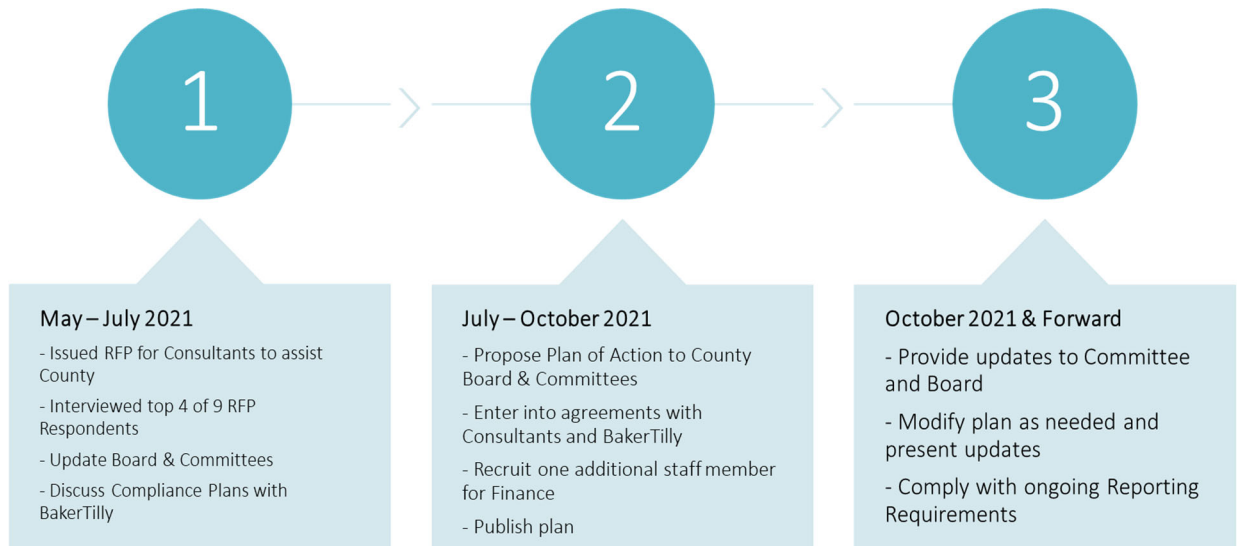 1
2
3
May – July 2021
- Issued RFP for Consultants to assist
County
- Interviewed top 4 of 9 RFP
Respondents
- Update Board & Committees
- Discuss Compliance Plans with
BakerTilly
July – October 2021
- Propose Plan of Action to County
Board & Committees
- Enter into agreements with
Consultants and BakerTilly
- Recruit one additional staff member
for Finance
- Publish plan
October 2021 & Forward
- Provide updates to Committee
and Board
- Modify plan as needed and
present updates
- Comply with ongoing Reporting
Requirements